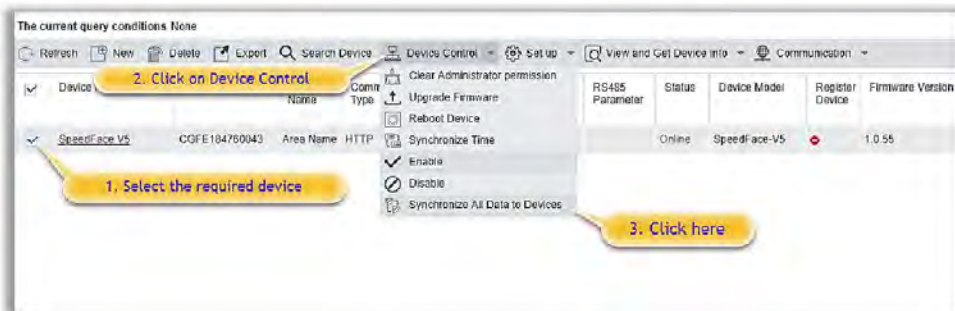 The current query conditions None
Refresh New Delete Export Search Device Device Control Set up View and Get Device Info Communication
2. Click on Device Control
Clear Administrator permission
Upgrade Firmware
Reboot Device
Synchronize Time
Enable
Disable
Synchronize All Data to Devices
Device
Name
Comm
Type
RS485
Parameter
Status
Device Model
Register
Device
Firmware Version
SpeedFace V5 CGFE184760043 Area Name HTTP Online SpeedFace-V5 1.0.55
1. Select the required device
3. Click here